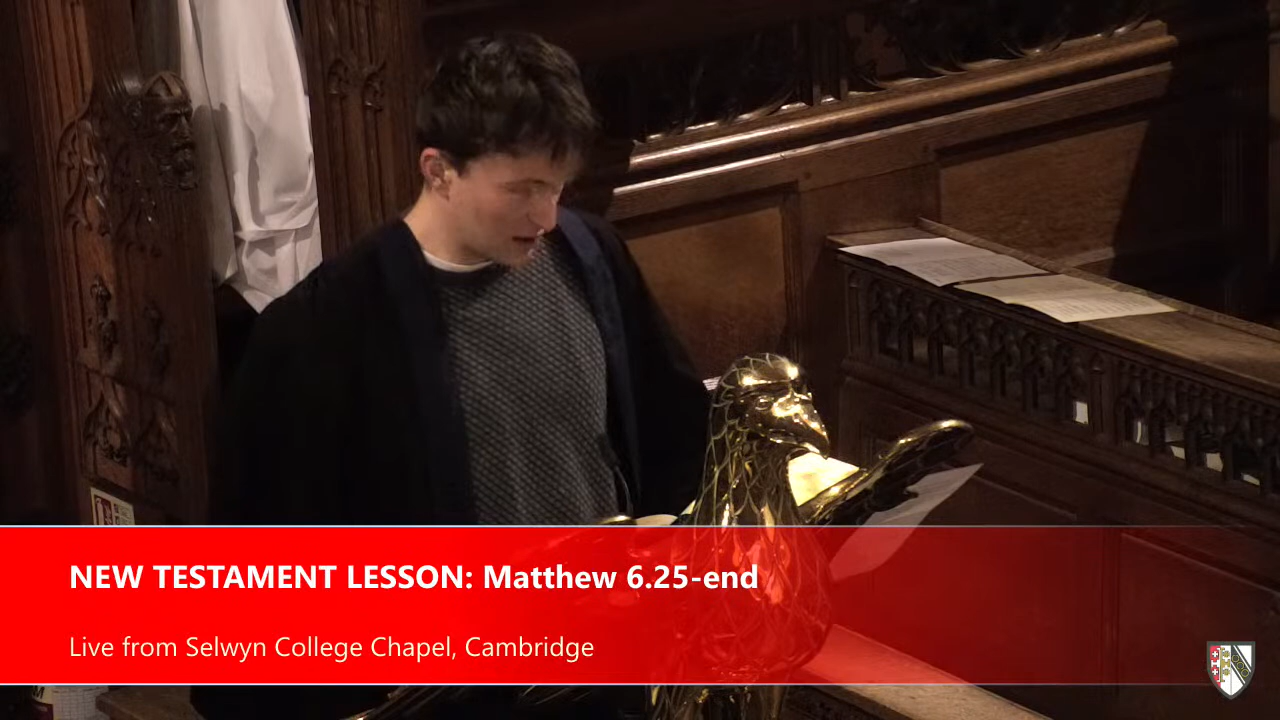 NEW TESTAMENT LESSON: Matthew 6.25-end
Live from Selwyn College Chapel, Cambridge